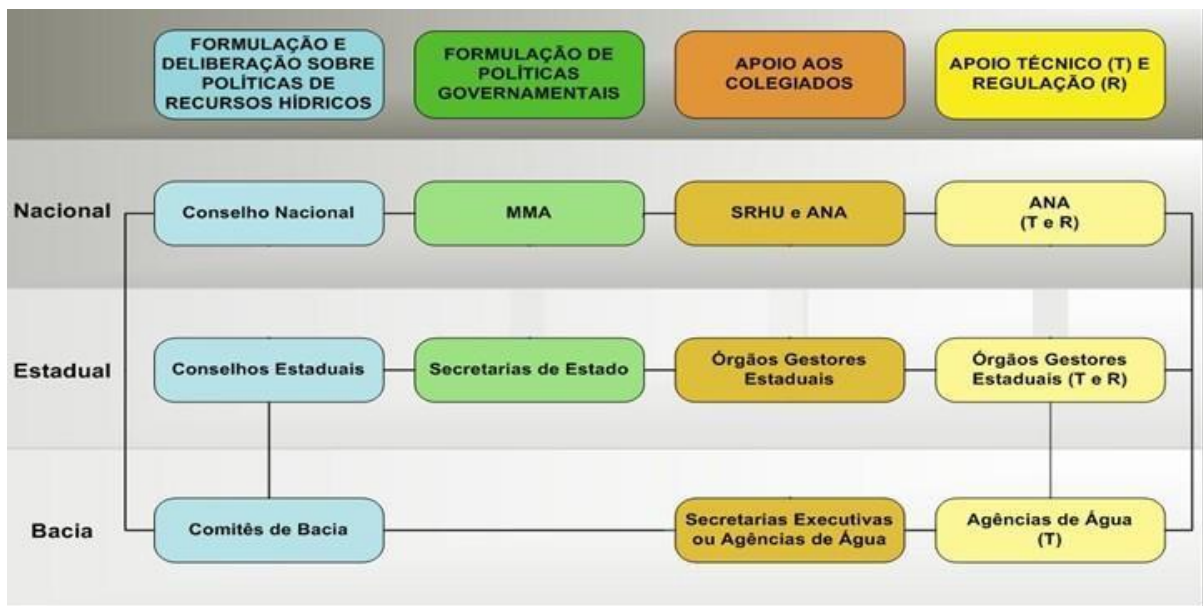 FORMULAÇÃO E
DELIBERAÇÃO SOBRE
POLÍTICAS DE
RECURSOS HÍDRICOS
FORMULAÇÃO DE
POLÍTICAS
GOVERNAMENTAIS
APOIO AOS
COLEGIADOS
APOIO TÉCNICO (T) E
REGULAÇÃO (R)
Nacional
Conselho Nacional
MMA
SRHU e ANA
ANA
(T e R)
Estadual
Conselhos Estaduais
Secretarias de Estado
Órgãos Gestores
Estaduais
Órgãos Gestores
Estaduais (T e R)
Bacia
Comitês de Bacia
Secretarias Executivas
ou Agências de Água
Agências de Água
(T)